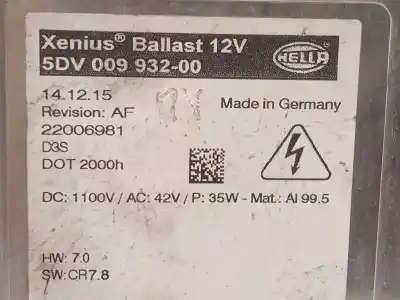 Xenius® Ballast 12V
5DV 009 932-00
HELLA
14.12.15
Made in Germany
Revision: AF
22006981
D3S
DOT 2000h
DC: 1100V / AC: 42V / P: 35W - Mat.: Al 99.5
HW: 7.0
SW: CR7.8